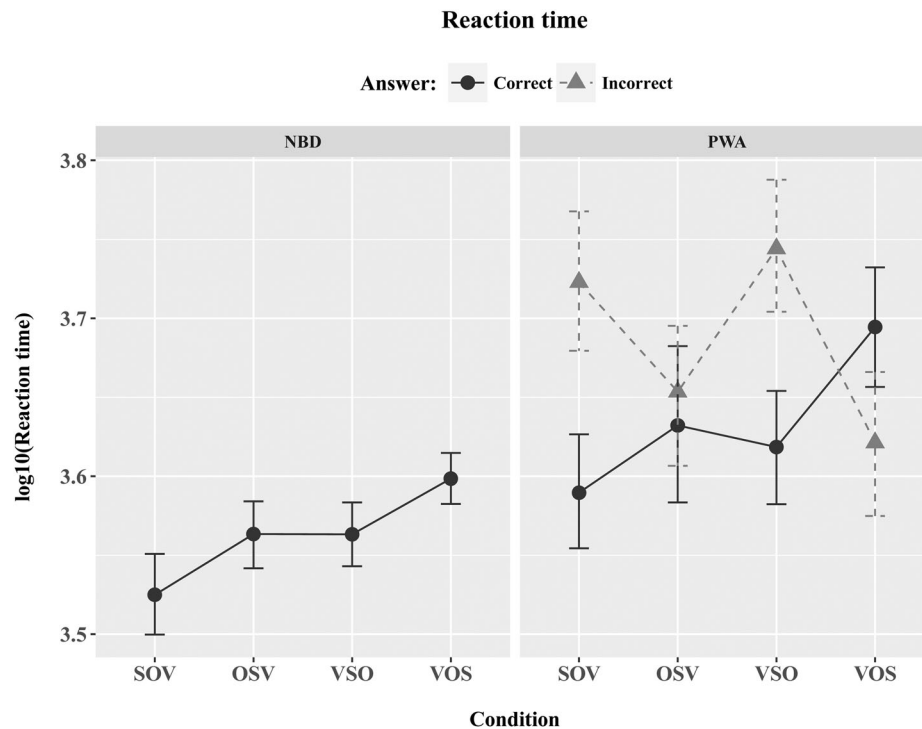 Reaction time
Answer: Correct Incorrect
NBD PWA
3.8
3.7
3.6
3.5
log10(Reaction time)
SOV OSV VSO VOS SOV OSV VSO VOS
Condition